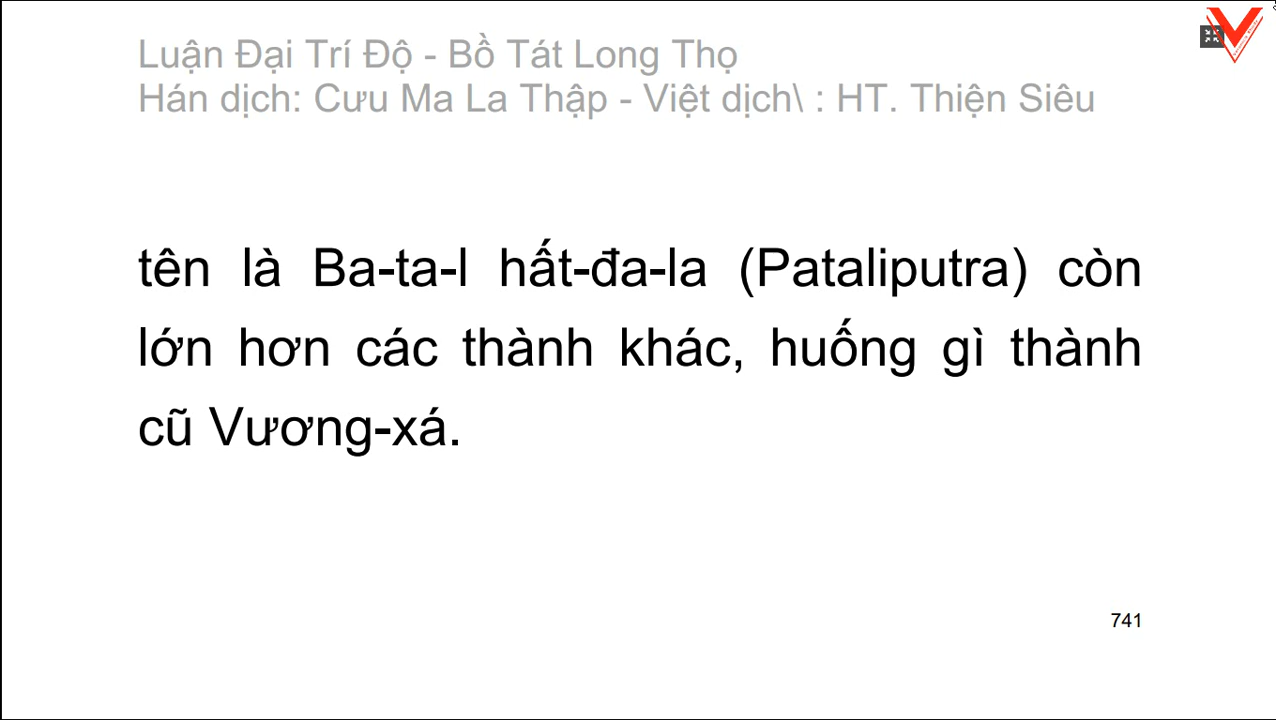 Luận Đại Trí Độ - Bồ Tát Long Thọ
Hán dịch: Cưu Ma La Thập - Việt dịch\ : HT. Thiện Siêu
tên là Ba-ta-l hất-đa-la (Pataliputra) còn
lớn hơn các thành khác, huống gì thành
cũ Vương-xá.
741